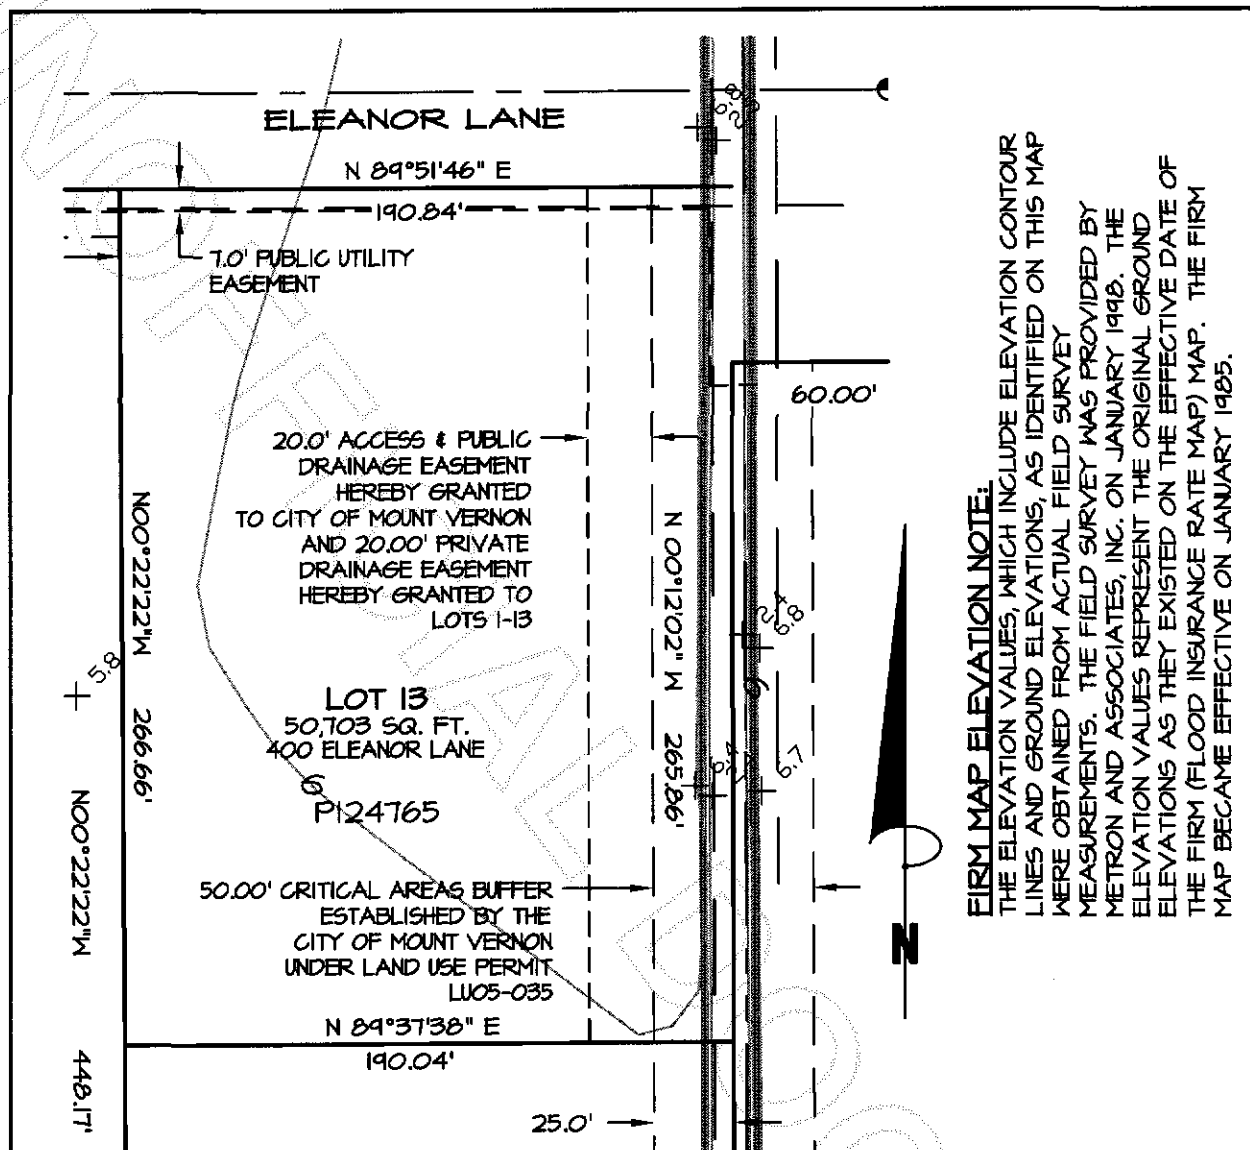 ELEANOR LANE
N 89°51'46" E
190.84'
7.0' PUBLIC UTILITY
EASEMENT
60.00'
20.0' ACCESS & PUBLIC
DRAINAGE EASEMENT
HEREBY GRANTED
TO CITY OF MOUNT VERNON
AND 20.00' PRIVATE
DRAINAGE EASEMENT
HEREBY GRANTED TO
LOTS 1-13
N00°22'22"W 266.66'
N 00°12'02" W 265.86'
5.8
2.4
6.8
6
LOT 13
50,703 SQ. FT.
400 ELEANOR LANE
6
P124765
6.4
6.7
N00°22'22"W 448.17'
50.00' CRITICAL AREAS BUFFER
ESTABLISHED BY THE
CITY OF MOUNT VERNON
UNDER LAND USE PERMIT
LU05-035
N 89°37'38" E
190.04'
25.0'
N
FIRM MAP ELEVATION NOTE:
THE ELEVATION VALUES, WHICH INCLUDE ELEVATION CONTOUR
LINES AND GROUND ELEVATIONS, AS IDENTIFIED ON THIS MAP
WERE OBTAINED FROM ACTUAL FIELD SURVEY
MEASUREMENTS. THE FIELD SURVEY WAS PROVIDED BY
METRON AND ASSOCIATES, INC. ON JANUARY 1998. THE
ELEVATION VALUES REPRESENT THE ORIGINAL GROUND
ELEVATIONS AS THEY EXISTED ON THE EFFECTIVE DATE OF
THE FIRM (FLOOD INSURANCE RATE MAP) MAP. THE FIRM
MAP BECAME EFFECTIVE ON JANUARY 1985.